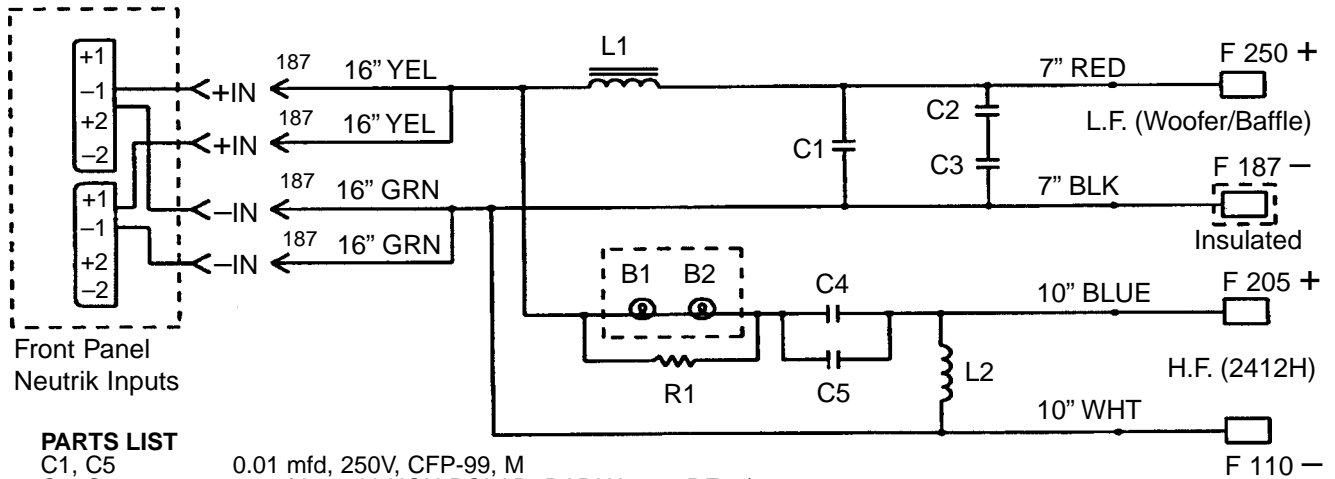 +1
–1
+2
–2
+1
–1
+2
–2
+IN
187
16” YEL
+IN
187
16” YEL
–IN
187
16” GRN
–IN
187
16” GRN
Front Panel
Neutrik Inputs
L1
C1
C2
C3
7” RED
F 250 +
L.F. (Woofer/Baffle)
7” BLK
F 187 –
Insulated
B1 B2
R1
C4
C5
L2
10” BLUE
F 205 +
H.F. (2412H)
10” WHT
F 110 –
PARTS LIST
C1, C5 0.01 mfd, 250V, CFP-99, M